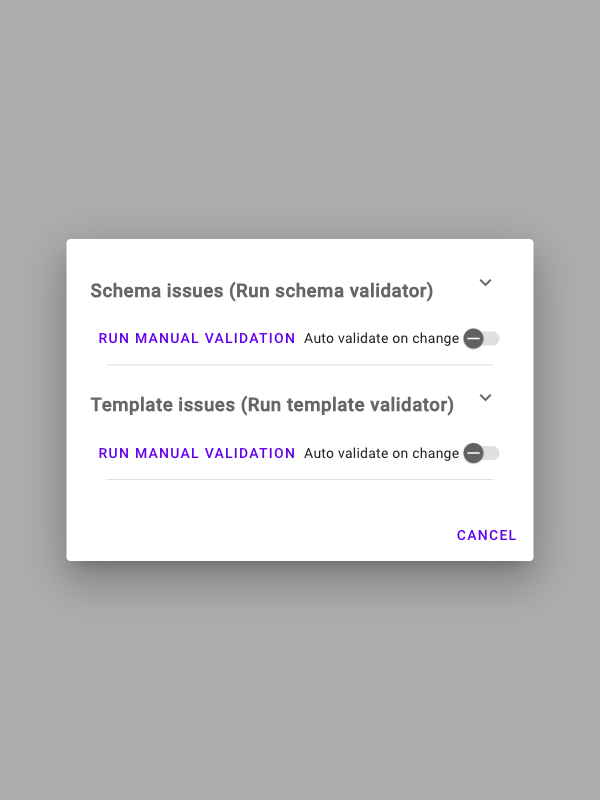 Schema issues (Run schema validator)
RUN MANUAL VALIDATION Auto validate on change
Template issues (Run template validator)
RUN MANUAL VALIDATION Auto validate on change
CANCEL